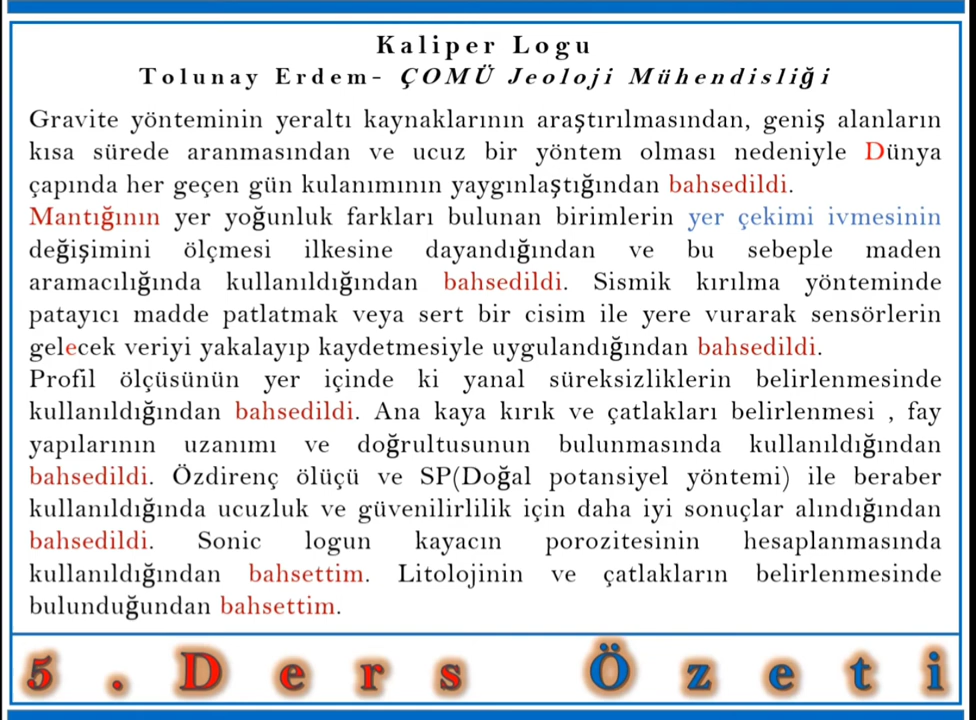 Kaliper Logu
Tolunay Erdem- ÇOMÜ Jeoloji Mühendisliği
Gravite yönteminin yeraltı kaynaklarının araştırılmasından, geniş alanların
kısa sürede aranmasından ve ucuz bir yöntem olması nedeniyle Dünya
çapında her geçen gün kulanımının yaygınlaştığından bahsedildi.
Mantığının yer yoğunluk farkları bulunan birimlerin yer çekimi ivmesinin
değişimini ölçmesi ilkesine dayandığından ve bu sebeple maden
aramacılığında kullanıldığından bahsedildi. Sismik kırılma yönteminde
patayıcı madde patlatmak veya sert bir cisim ile yere vurarak sensörlerin
gelecek veriyi yakalayıp kaydetmesiyle uygulandığından bahsedildi.
Profil ölçüsünün yer içinde ki yanal süreksizliklerin belirlenmesinde
kullanıldığından bahsedildi. Ana kaya kırık ve çatlakları belirlenmesi , fay
yapılarının uzanımı ve doğrultusunun bulunmasında kullanıldığından
bahsedildi. Özdirenç ölüçü ve SP(Doğal potansiyel yöntemi) ile beraber
kullanıldığında ucuzluk ve güvenilirlilik için daha iyi sonuçlar alındığından
bahsedildi. Sonic logun kayacın porozitesinin hesaplanmasında
kullanıldığından bahsettim. Litolojinin ve çatlakların belirlenmesinde
bulunduğundan bahsettim.
5. Ders Özeti